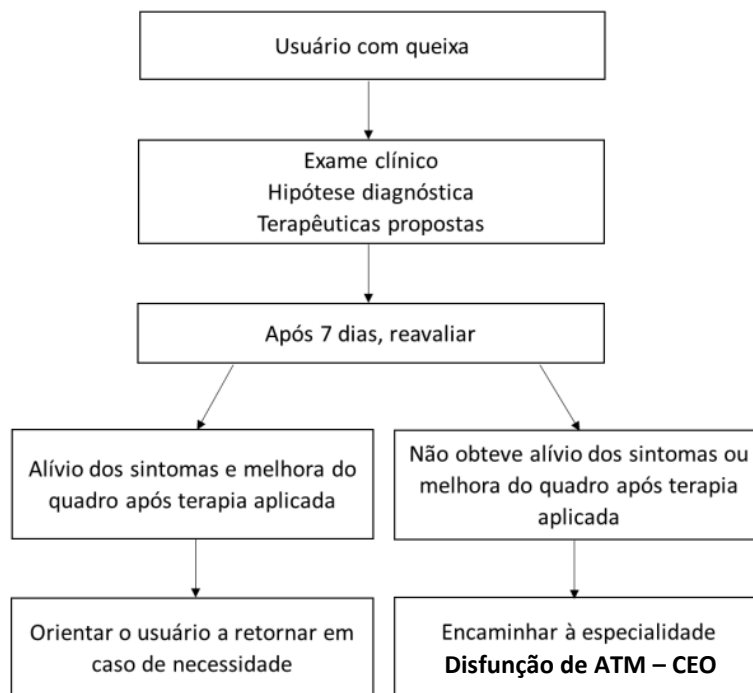 Usuário com queixa
Exame clínico
Hipótese diagnóstica
Terapêuticas propostas
Após 7 dias, reavaliar
Alívio dos sintomas e melhora do
quadro após terapia aplicada
Não obteve alívio dos sintomas ou
melhora do quadro após terapia
aplicada
Orientar o usuário a retornar em
caso de necessidade
Encaminhar à especialidade
Disfunção de ATM – CEO